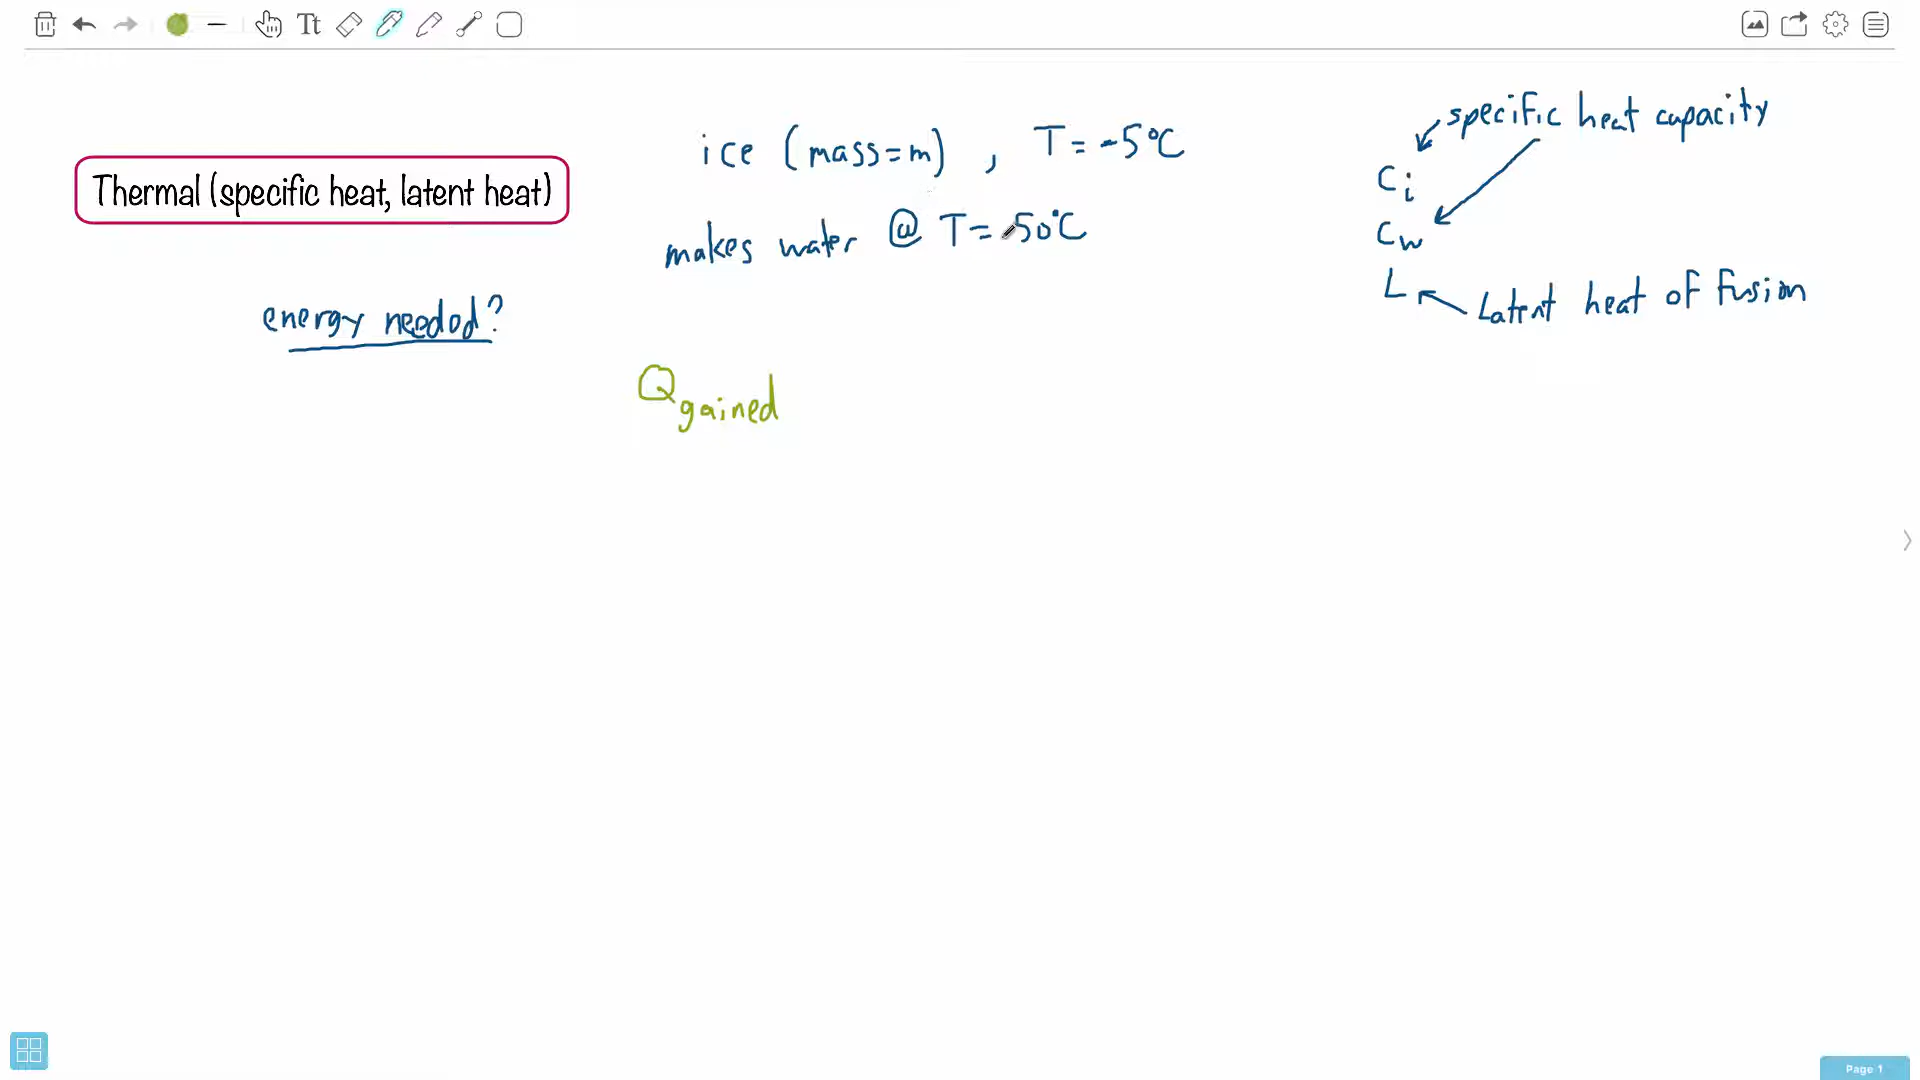 Tt
ice (mass=m) , T = -5°C
Thermal (specific heat, latent heat)
makes water @ T= 50°C
energy needed?
specific heat capacity
Ci
Cw
L
Latent heat of fusion
Qgained
Page 1